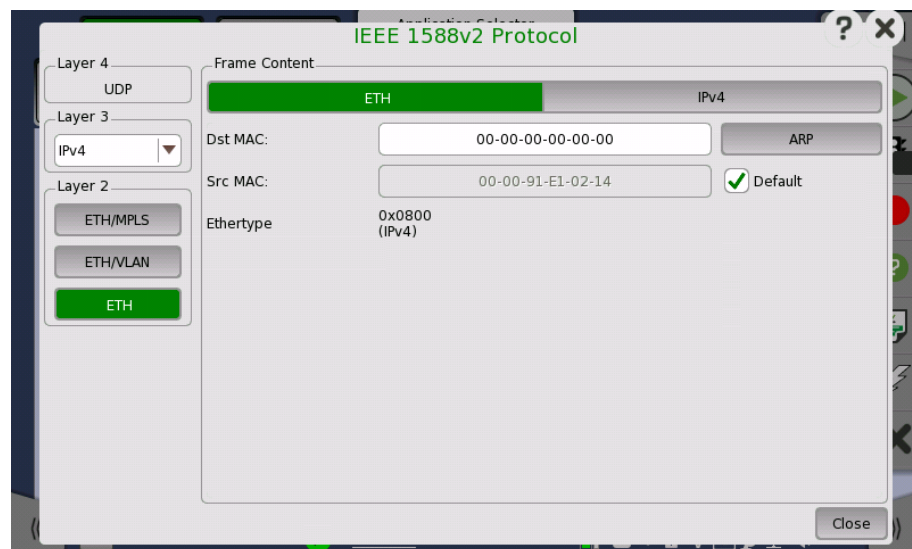 Application Selector
IEEE 1588v2 Protocol
?
Layer 4
UDP
Layer 3
IPv4
Layer 2
ETH/MPLS
ETH/VLAN
ETH
Frame Content
ETH IPv4
Dst MAC: 00-00-00-00-00-00 ARP
Src MAC: 00-00-91-E1-02-14 Default
Ethertype 0x0800
(IPv4)
Close